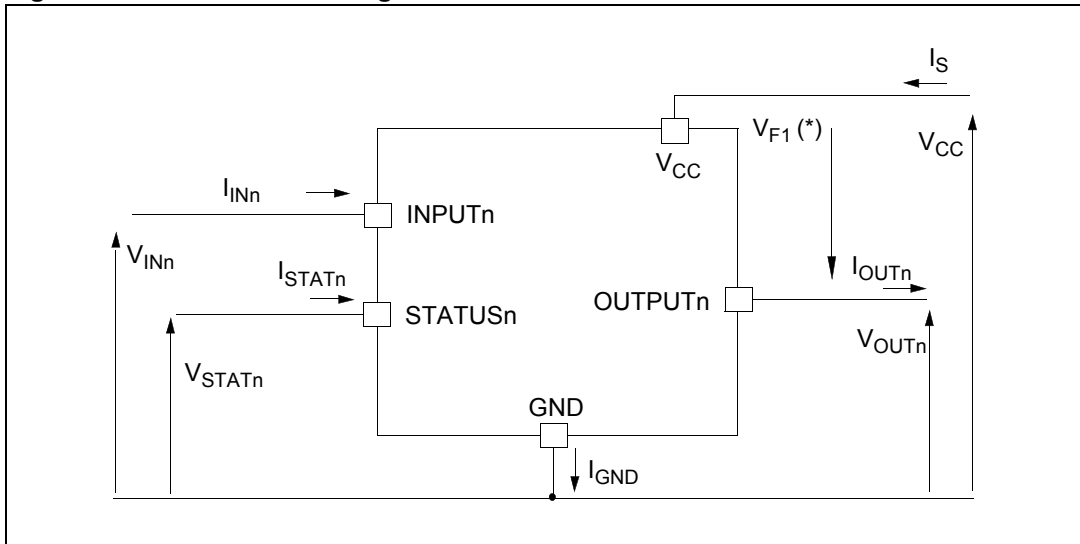 I_S
V_F1 (*)
V_CC
V_CC
I_INn
INPUTn
V_INn
I_STATn
I_OUTn
STATUSn
OUTPUTn
V_OUTn
V_STATn
GND
I_GND